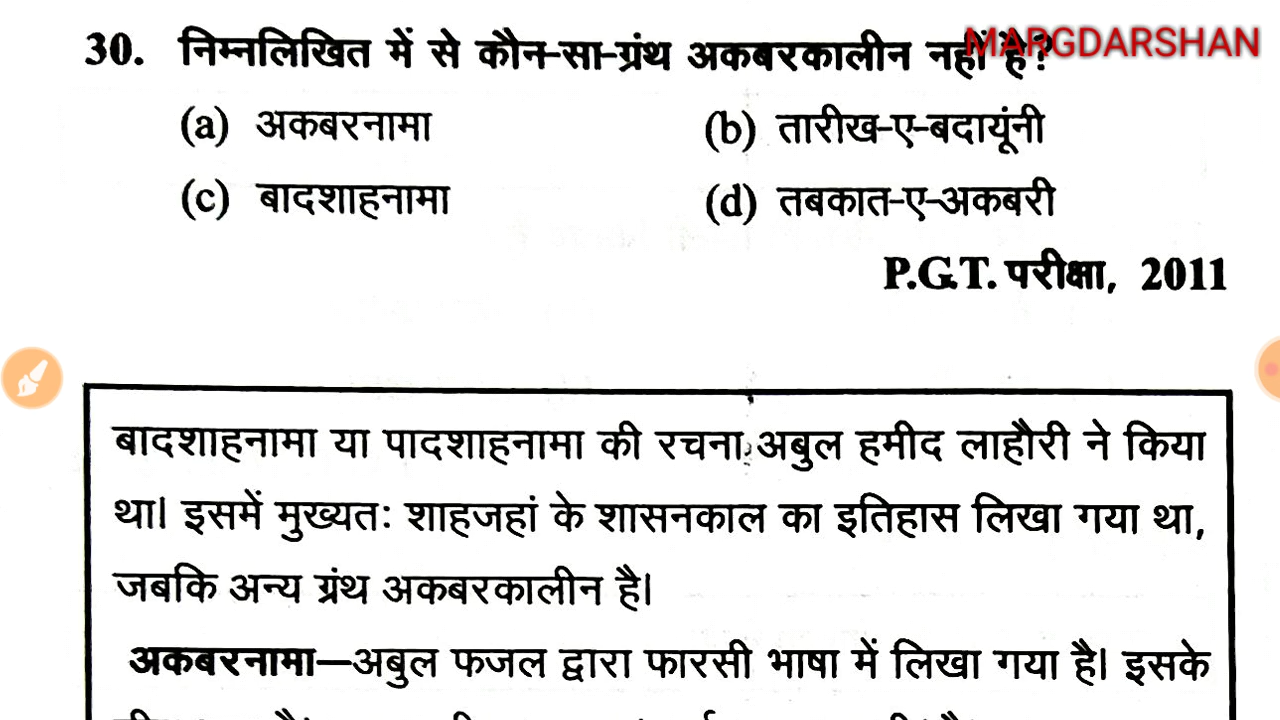 30. निम्नलिखित में से कौन-सा-ग्रंथ अकबरकालीन नहीं है?
MARGDARSHAN
(a) अकबरनामा
(b) तारीख-ए-बदायूंनी
(c) बादशाहनामा
(d) तबकात-ए-अकबरी
P.G.T. परीक्षा, 2011
बादशाहनामा या पादशाहनामा की रचना अबुल हमीद लाहौरी ने किया
था। इसमें मुख्यतः शाहजहां के शासनकाल का इतिहास लिखा गया था,
जबकि अन्य ग्रंथ अकबरकालीन है।
अकबरनामा—अबुल फजल द्वारा फारसी भाषा में लिखा गया है। इसके